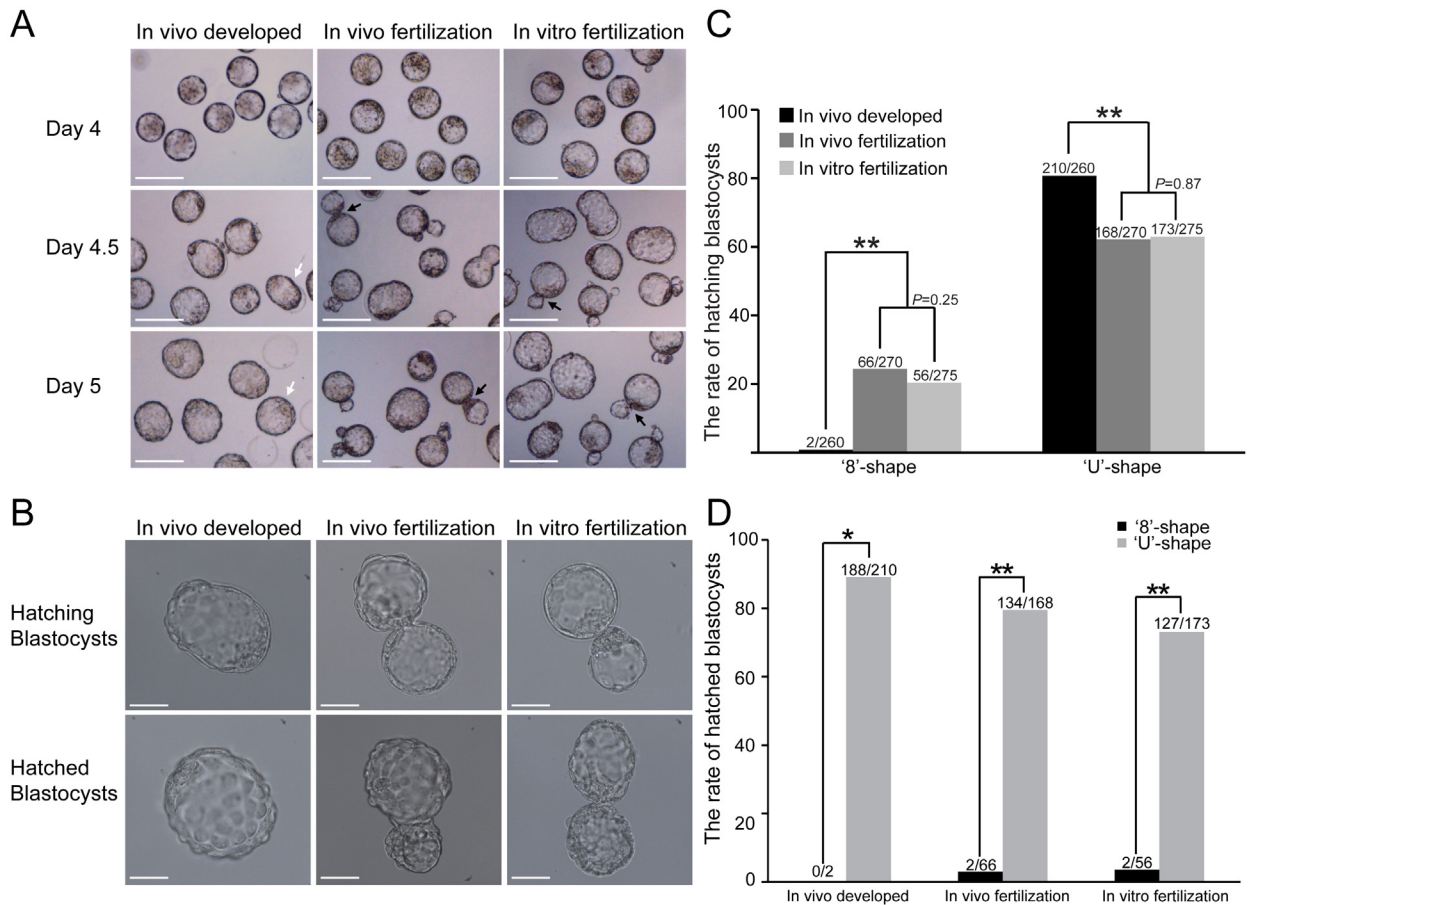 A
In vivo developed
In vivo fertilization
In vitro fertilization
Day 4
Day 4.5
Day 5
B
In vivo developed
In vivo fertilization
In vitro fertilization
Hatching
Blastocysts
Hatched
Blastocysts
C
The rate of hatching blastocysts
100
80
60
40
20
In vivo developed
In vivo fertilization
In vitro fertilization
**
P=0.25
2/260
66/270
56/275
**
P=0.87
210/260
168/270
173/275
‘8’-shape
‘U’-shape
D
The rate of hatched blastocysts
100
80
60
40
20
0
‘8’-shape
‘U’-shape
*
0/2
188/210
**
2/66
134/168
**
2/56
127/173
In vivo developed
In vivo fertilization
In vitro fertilization